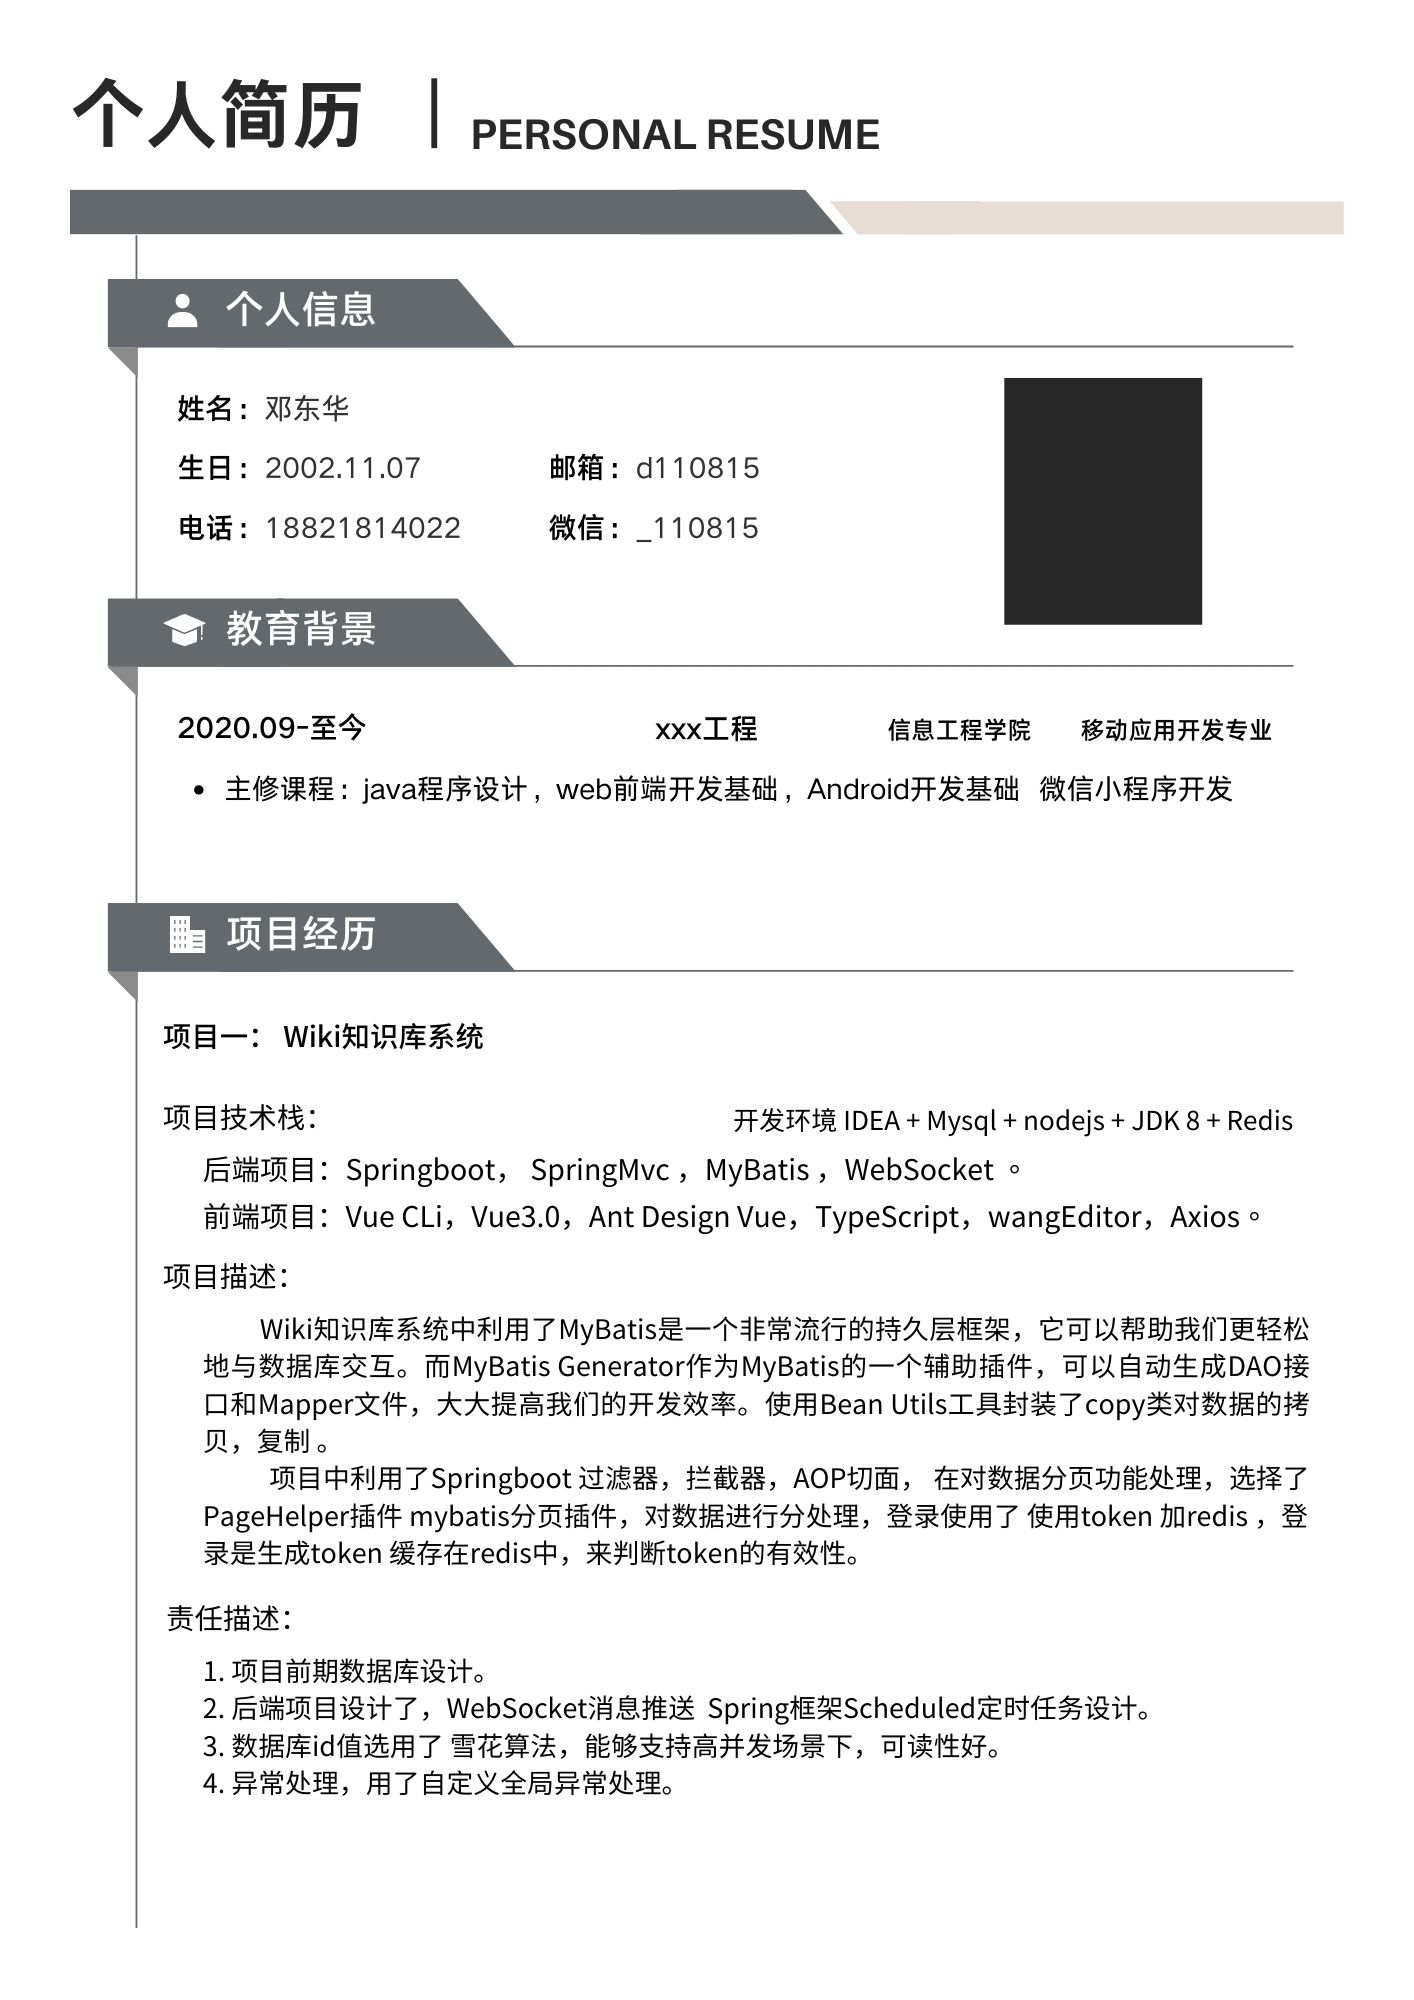 个人简历 | PERSONAL RESUME
个人信息
姓名：邓东华
生日：2002.11.07 邮箱：d110815
电话：18821814022 微信：_110815
教育背景
2020.09-至今 xxx工程 信息工程学院 移动应用开发专业
• 主修课程：java程序设计，web前端开发基础，Android开发基础 微信小程序开发
项目经历
项目一： Wiki知识库系统
项目技术栈： 开发环境 IDEA + Mysql + nodejs + JDK 8 + Redis
后端项目：Springboot， SpringMvc ，MyBatis ，WebSocket 。
前端项目：Vue CLi，Vue3.0，Ant Design Vue，TypeScript，wangEditor，Axios 。
项目描述：
Wiki知识库系统中利用了MyBatis是一个非常流行的持久层框架，它可以帮助我们更轻松
地与数据库交互。而MyBatis Generator作为MyBatis的一个辅助插件，可以自动生成DAO接
口和Mapper文件，大大提高我们的开发效率。使用Bean Utils工具封装了copy类对数据的拷
贝，复制 。
项目中利用了Springboot 过滤器，拦截器，AOP切面， 在对数据分页功能处理，选择了
PageHelper插件 mybatis分页插件，对数据进行分处理，登录使用了 使用token 加redis ，登
录是生成token 缓存在redis中，来判断token的有效性。
责任描述：
1. 项目前期数据库设计。
2. 后端项目设计了，WebSocket消息推送 Spring框架Scheduled定时任务设计。
3. 数据库id值选用了 雪花算法，能够支持高并发场景下，可读性好。
4. 异常处理，用了自定义全局异常处理。